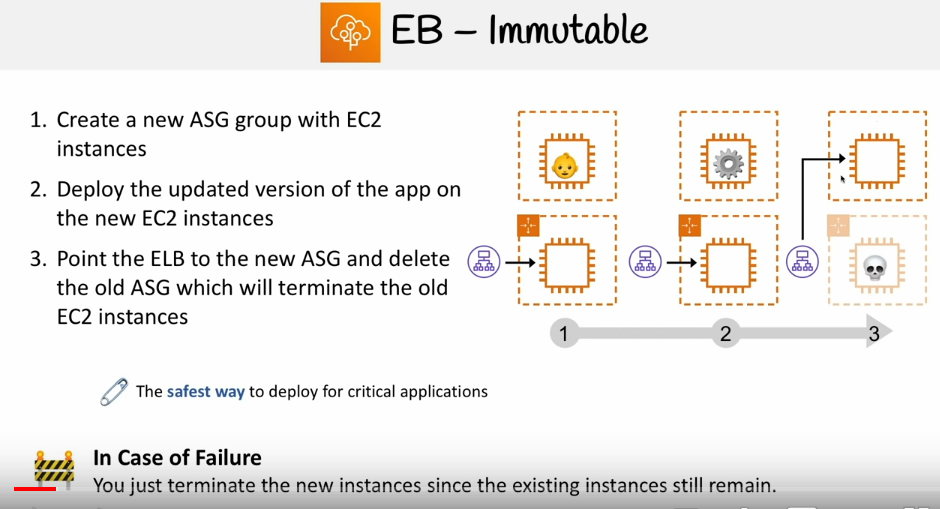 EB – Immutable
1. Create a new ASG group with EC2
instances
2. Deploy the updated version of the app on
the new EC2 instances
3. Point the ELB to the new ASG and delete
the old ASG which will terminate the old
EC2 instances
1 2 3
The safest way to deploy for critical applications
In Case of Failure
You just terminate the new instances since the existing instances still remain.